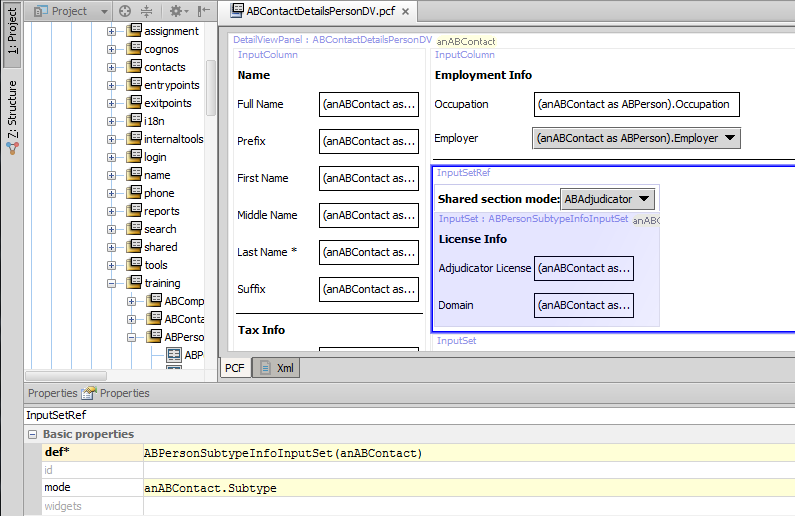 1: Project
Z: Structure
Project
assignment
cognos
contacts
entrypoints
exitpoints
i18n
internaltools
login
name
phone
reports
search
shared
tools
training
ABComp
ABConta
ABPerso
ABP
ABContactDetailsPersonDV.pcf
DetailViewPanel : ABContactDetailsPersonDV anABContact
InputColumn
Name
Full Name (anABContact as...
Prefix (anABContact as...
First Name (anABContact as...
Middle Name (anABContact as...
Last Name * (anABContact as...
Suffix (anABContact as...
Tax Info
InputColumn
Employment Info
Occupation (anABContact as ABPerson).Occupation
Employer (anABContact as ABPerson).Employer
InputSetRef
Shared section mode: ABAdjudicator
InputSet : ABPersonSubtypeInfoInputSet anABC
License Info
Adjudicator License (anABContact as...
Domain (anABContact as...
InputSet
PCF Xml
Properties Properties
InputSetRef
Basic properties
def* ABPersonSubtypeInfoInputSet(anABContact)
id
mode anABContact.Subtype
widgets